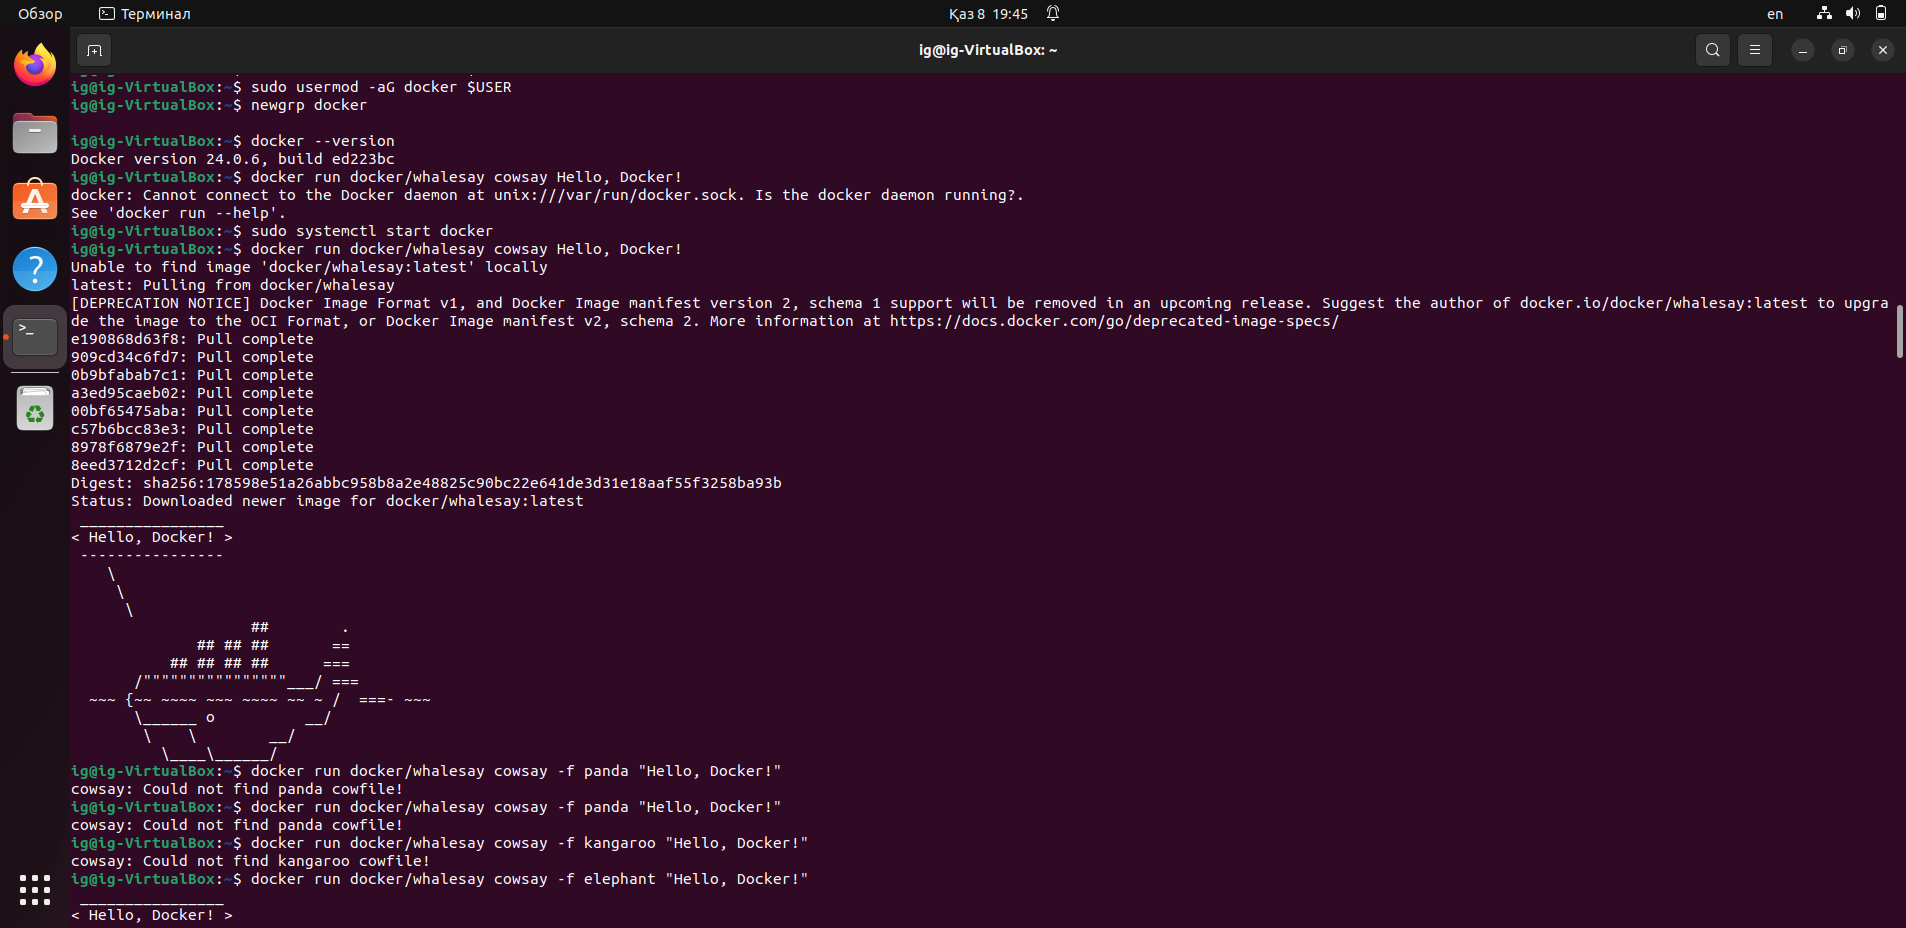 Обзор
Терминал
Қаз 8 19:45
en
ig@ig-VirtualBox: ~
ig@ig-VirtualBox:~$ sudo usermod -aG docker $USER
ig@ig-VirtualBox:~$ newgrp docker
ig@ig-VirtualBox:~$ docker --version
Docker version 24.0.6, build ed223bc
ig@ig-VirtualBox:~$ docker run docker/whalesay cowsay Hello, Docker!
docker: Cannot connect to the Docker daemon at unix:///var/run/docker.sock. Is the docker daemon running?.
See 'docker run --help'.
ig@ig-VirtualBox:~$ sudo systemctl start docker
ig@ig-VirtualBox:~$ docker run docker/whalesay cowsay Hello, Docker!
Unable to find image 'docker/whalesay:latest' locally
latest: Pulling from docker/whalesay
[DEPRECATION NOTICE] Docker Image Format v1, and Docker Image manifest version 2, schema 1 support will be removed in an upcoming release. Suggest the author of docker.io/docker/whalesay:latest to upgra
de the image to the OCI Format, or Docker Image manifest v2, schema 2. More information at https://docs.docker.com/go/deprecated-image-specs/
e190868d63f8: Pull complete
909cd34c6fd7: Pull complete
0b9bfabab7c1: Pull complete
a3ed95caeb02: Pull complete
00bf65475aba: Pull complete
c57b6bcc83e3: Pull complete
8978f6879e2f: Pull complete
8eed3712d2cf: Pull complete
Digest: sha256:178598e51a26abbc958b8a2e48825c90bc22e641de3d31e18aaf55f3258ba93b
Status: Downloaded newer image for docker/whalesay:latest
 ________________
< Hello, Docker! >
 ----------------
    \
     \
      \
                    ##        .
              ## ## ##       ==
           ## ## ## ##      ===
       /""""""""""""""""___/ ===
  ~~~ {~~ ~~~~ ~~~ ~~~~ ~~ ~ /  ===- ~~~
       \______ o          __/
        \    \        __/
          \____\______/
ig@ig-VirtualBox:~$ docker run docker/whalesay cowsay -f panda "Hello, Docker!"
cowsay: Could not find panda cowfile!
ig@ig-VirtualBox:~$ docker run docker/whalesay cowsay -f panda "Hello, Docker!"
cowsay: Could not find panda cowfile!
ig@ig-VirtualBox:~$ docker run docker/whalesay cowsay -f kangaroo "Hello, Docker!"
cowsay: Could not find kangaroo cowfile!
ig@ig-VirtualBox:~$ docker run docker/whalesay cowsay -f elephant "Hello, Docker!"
 ________________
< Hello, Docker! >